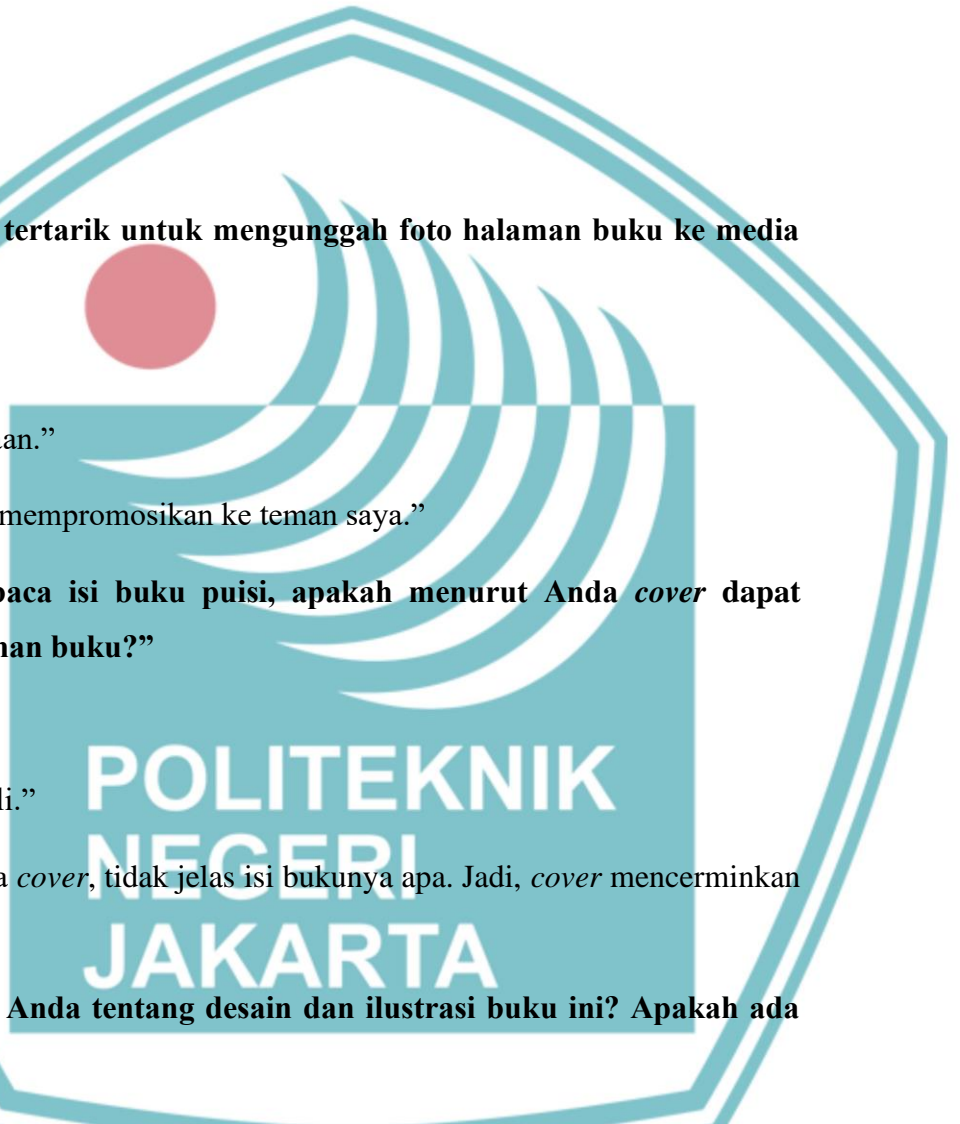 tertarik untuk mengunggah foto halaman buku ke media
an.”
mempromosikan ke teman saya.”
baca isi buku puisi, apakah menurut Anda cover dapat
han buku?”
li.”
POLITEKNIK
NEGERI
JAKARTA
a cover, tidak jelas isi bukunya apa. Jadi, cover mencerminkan
Anda tentang desain dan ilustrasi buku ini? Apakah ada